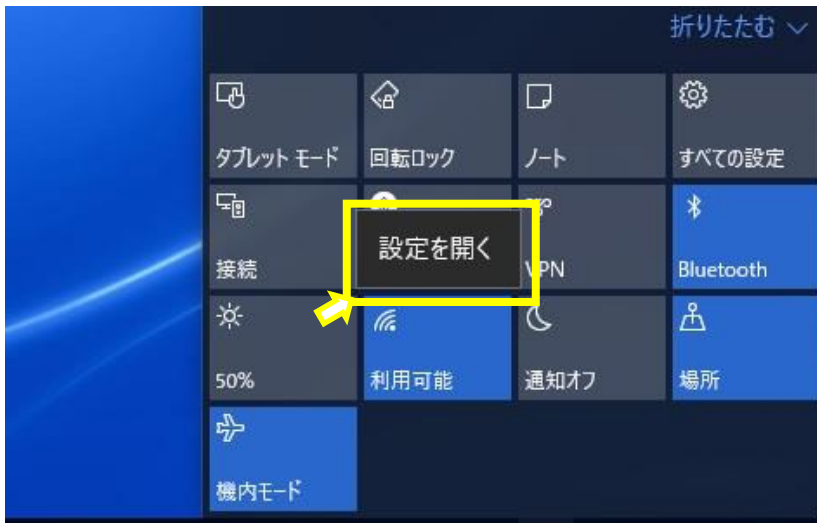 折りたたむ
タブレット モード
回転ロック
ノート
すべての設定
接続
設定を開く
VPN
Bluetooth
50%
利用可能
通知オフ
場所
機内モード